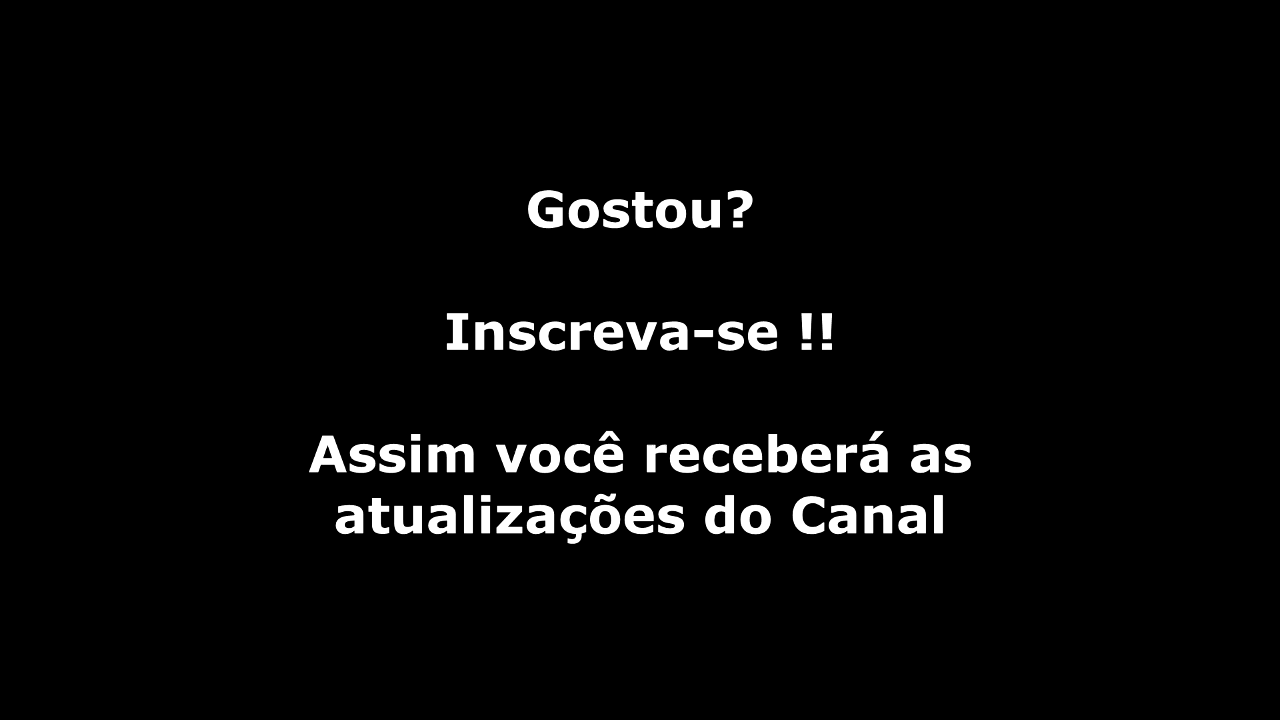 Gostou?
Inscreva-se !!
Assim você receberá as
atualizações do Canal